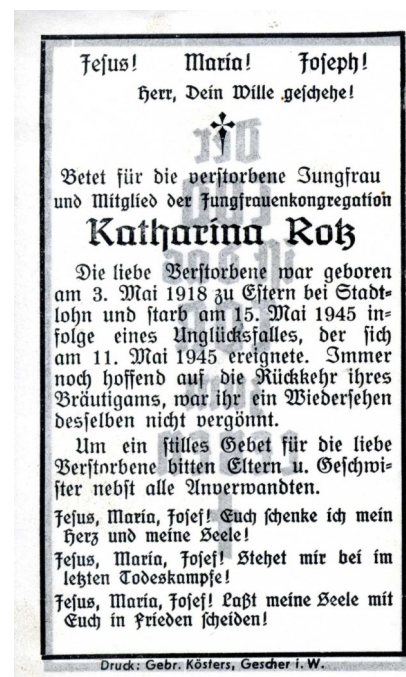 Jesus! Maria! Joseph!
Herr, Dein Wille geschehe!
Betet für die verstorbene Jungfrau
und Mitglied der Jungfrauenkongregation
Katharina Rotz
Die liebe Verstorbene war geboren
am 3. Mai 1918 zu Estern bei Stadt-
lohn und starb am 15. Mai 1945 in-
folge eines Unglücksfalles, der sich
am 11. Mai 1945 ereignete. Immer
noch hoffend auf die Rückkehr ihres
Bräutigams, war ihr ein Wiedersehen
desselben nicht vergönnt.
Um ein stilles Gebet für die liebe
Verstorbene bitten Eltern u. Geschwi-
ster nebst alle Anverwandten.
Jesus, Maria, Josef! Euch schenke ich mein
Herz und meine Seele!
Jesus, Maria, Josef! Stehet mir bei im
letzten Todeskampfe!
Jesus, Maria, Josef! Laßt meine Seele mit
Euch in Frieden scheiden!
Druck: Gebr. Kösters, Gescher i. W.